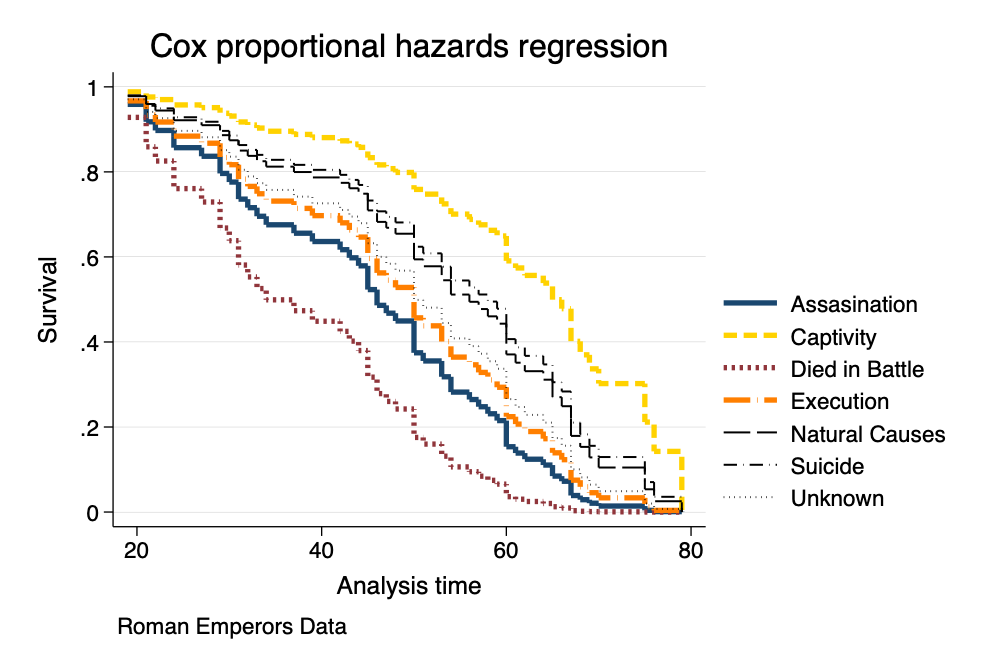 Cox proportional hazards regression
1
.8
.6
.4
.2
0
Survival
20 40 60 80
Analysis time
Assasination
Captivity
Died in Battle
Execution
Natural Causes
Suicide
Unknown
Roman Emperors Data